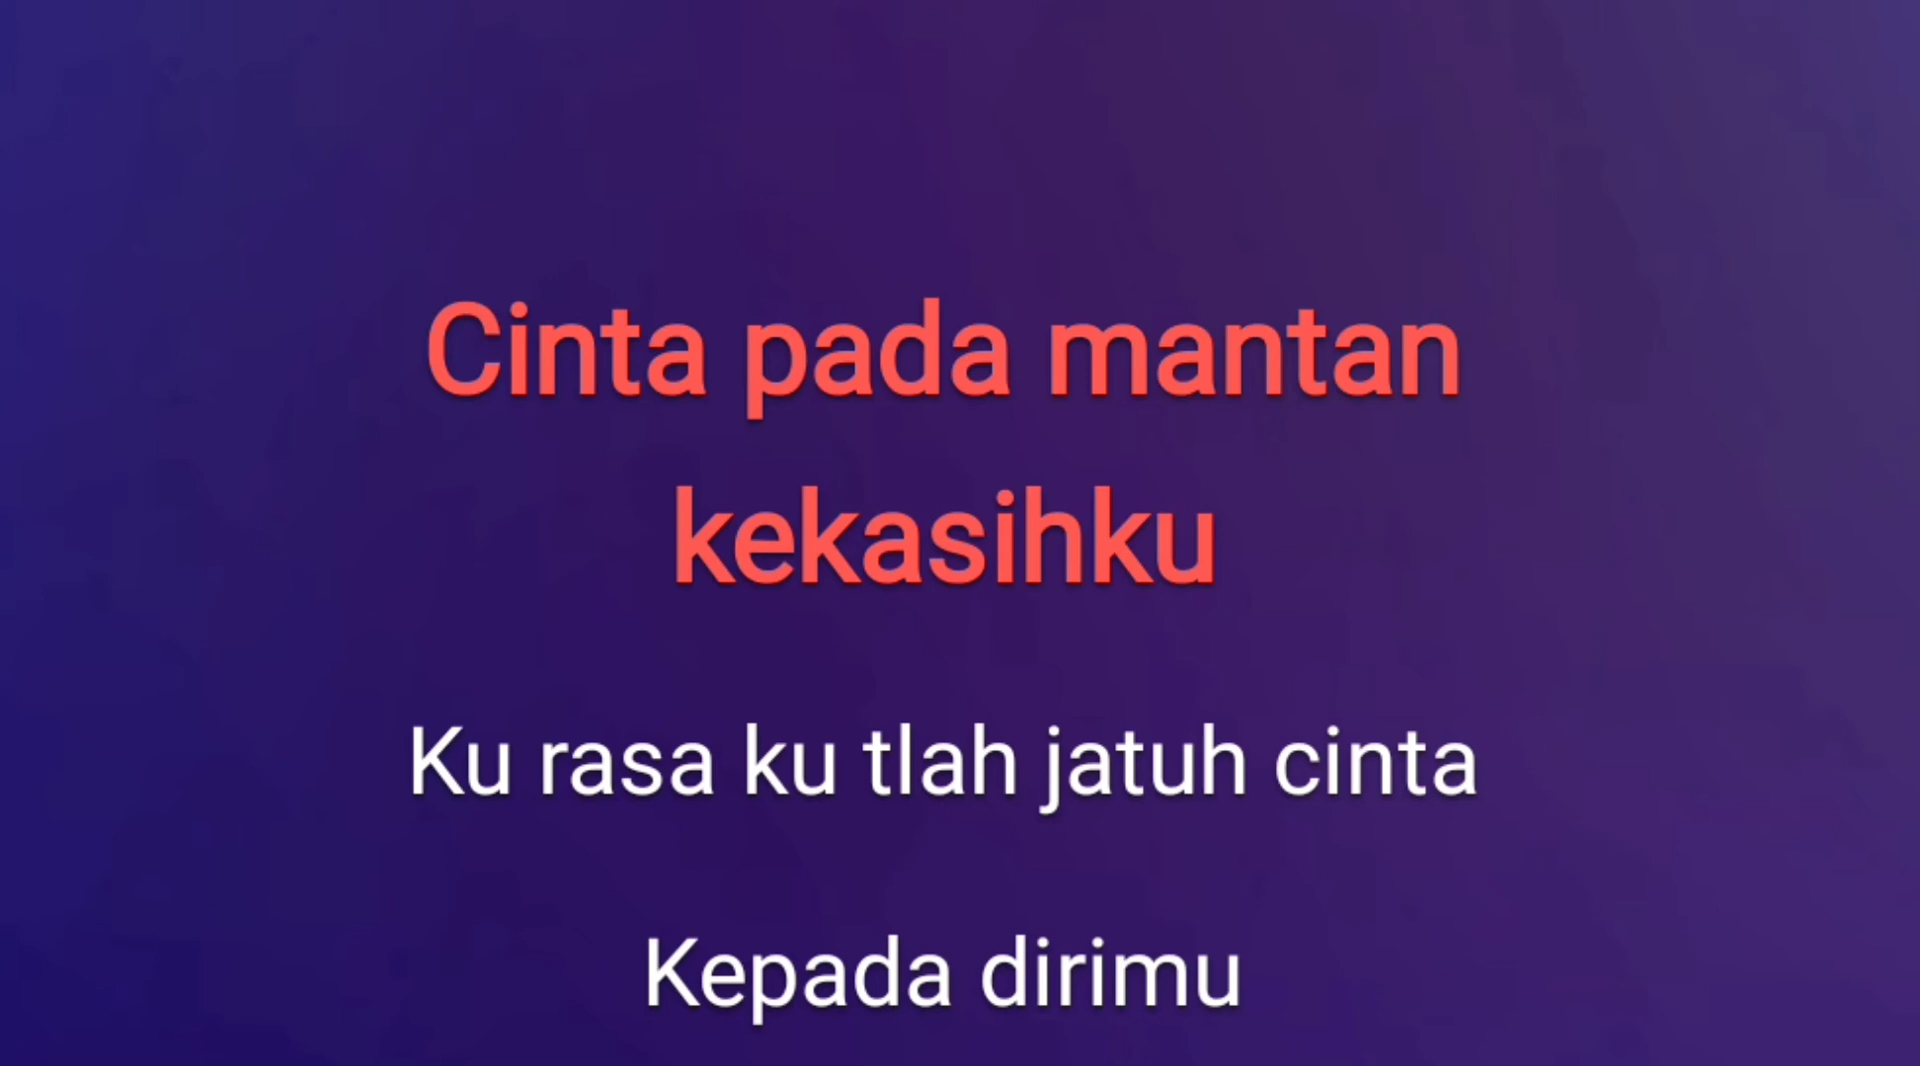 Cinta pada mantan
kekasihku
Ku rasa ku tlah jatuh cinta
Kepada dirimu